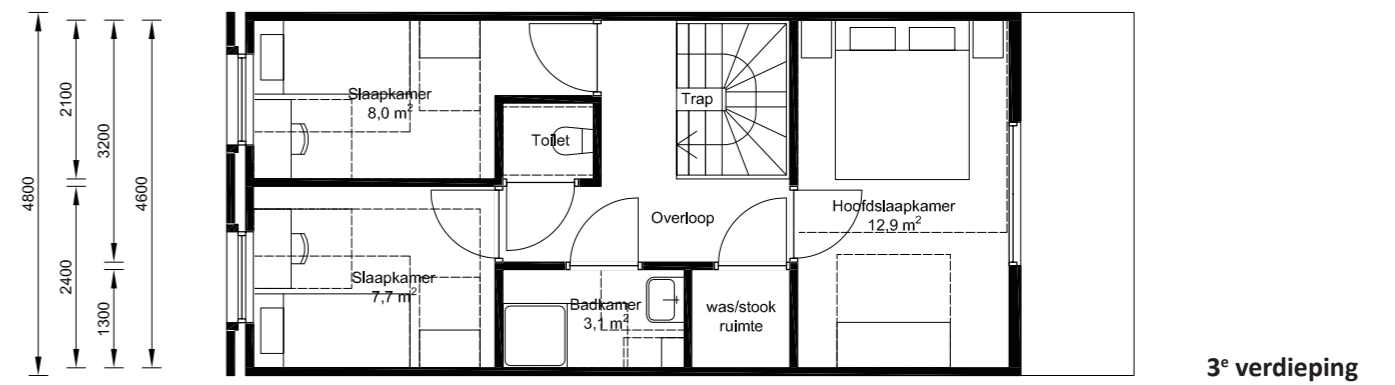 4800
2100
2400
3200
1300
4600
Slaapkamer
8,0 m²
Toilet
Trap
Slaapkamer
7,7 m²
Overloop
Badkamer
3,1 m²
was/stook
ruimte
Hoofdslaapkamer
12,9 m²
3ᵉ verdieping